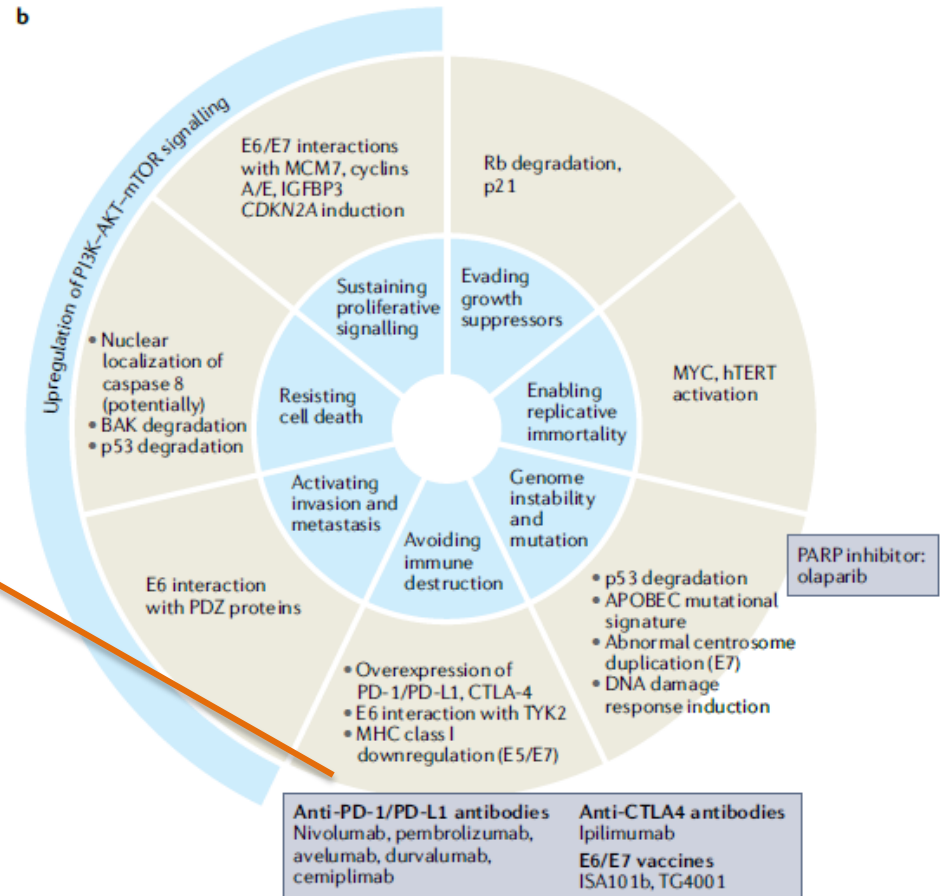 b
Upregulation of PI3K–AKT–mTOR signalling
E6/E7 interactions
with MCM7, cyclins
A/E, IGFBP3
CDKN2A induction
Rb degradation,
p21
Sustaining
proliferative
signalling
Evading
growth
suppressors
• Nuclear
localization of
caspase 8
(potentially)
• BAK degradation
• p53 degradation
Resisting
cell death
Enabling
replicative
immortality
MYC, hTERT
activation
Activating
invasion and
metastasis
Avoiding
immune
destruction
Genome
instability
and
mutation
E6 interaction
with PDZ proteins
• Overexpression of
PD-1/PD-L1, CTLA-4
• E6 interaction with TYK2
• MHC class I
downregulation (E5/E7)
• p53 degradation
• APOBEC mutational
signature
• Abnormal centrosome
duplication (E7)
• DNA damage
response induction
PARP inhibitor:
olaparib
Anti-PD-1/PD-L1 antibodies
Nivolumab, pembrolizumab,
avelumab, durvalumab,
cemiplimab
Anti-CTLA4 antibodies
Ipilimumab
E6/E7 vaccines
ISA101b, TG4001